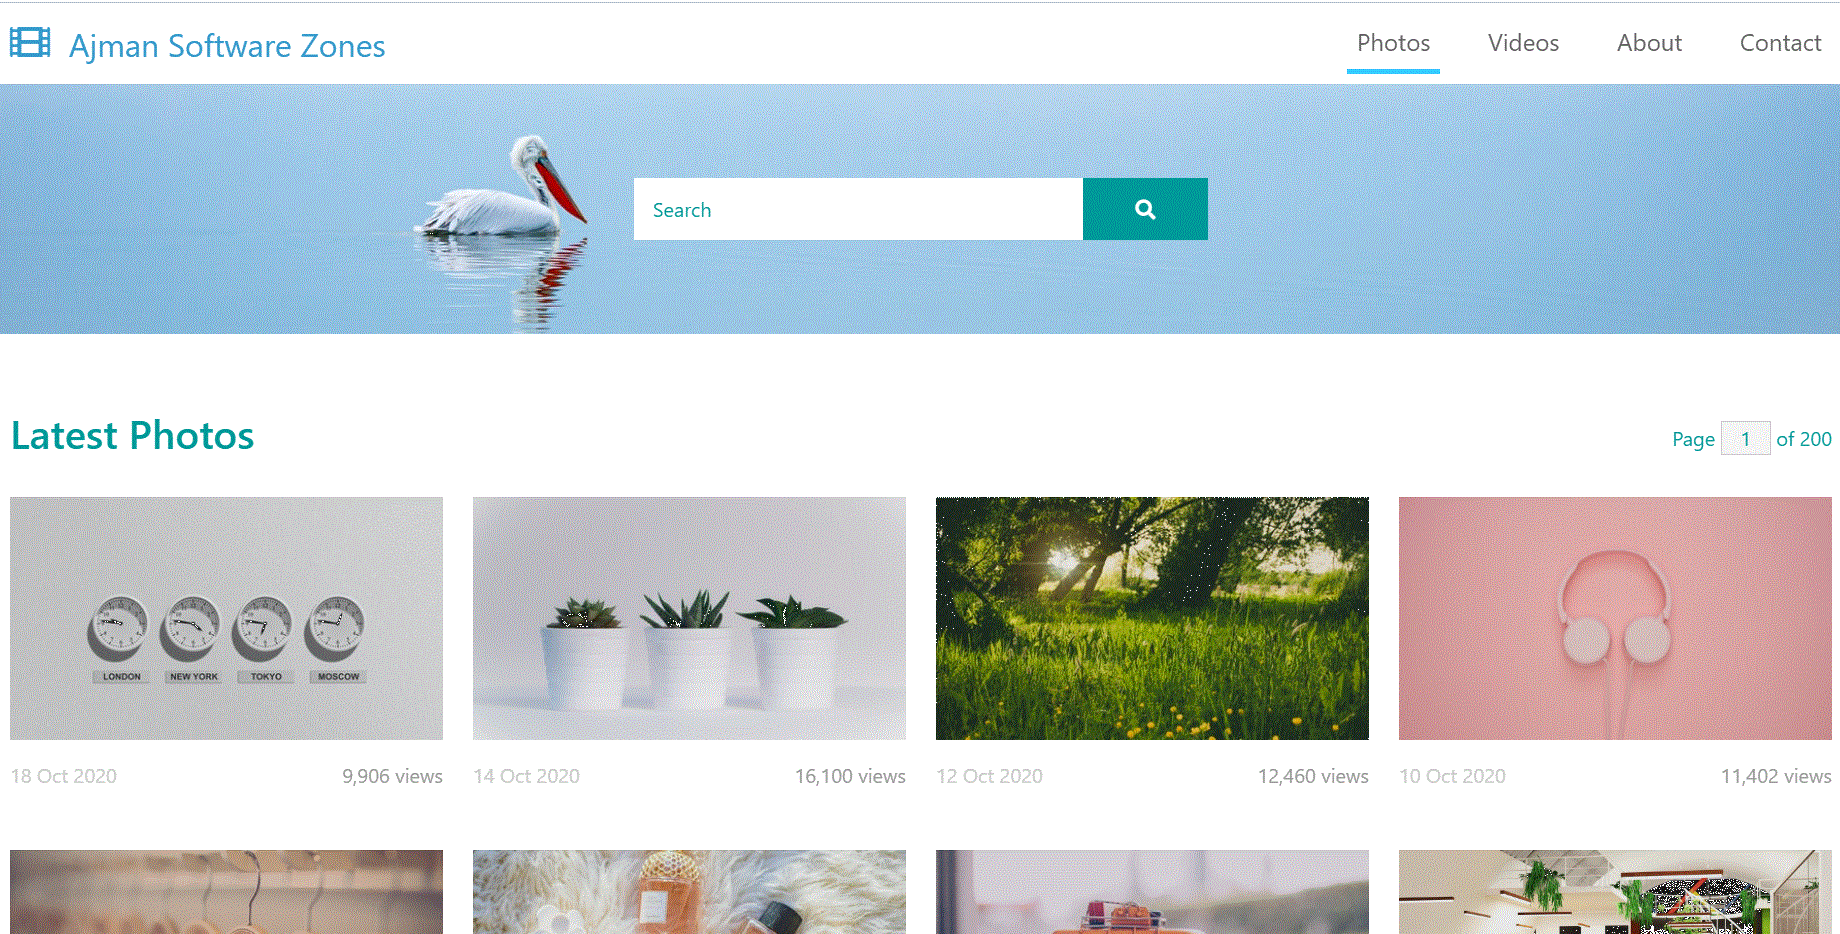 Ajman Software Zones
Photos Videos About Contact
Search
Latest Photos
Page 1 of 200
LONDON NEW YORK TOKYO MOSCOW
18 Oct 2020 9,906 views
14 Oct 2020 16,100 views
12 Oct 2020 12,460 views
10 Oct 2020 11,402 views